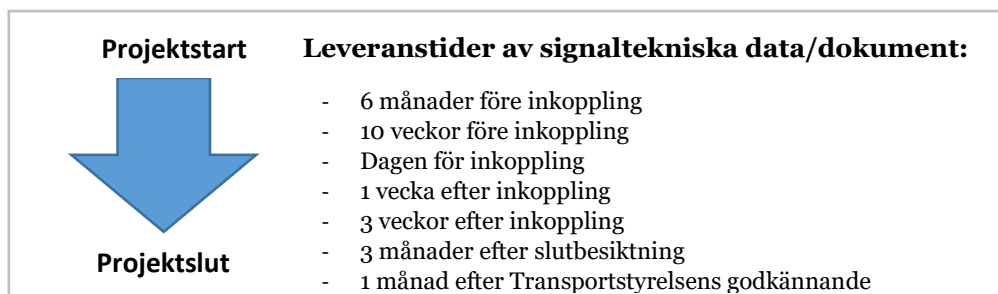 Projektstart
Leveranstider av signaltekniska data/dokument:
- 6 månader före inkoppling
- 10 veckor före inkoppling
- Dagen för inkoppling
- 1 vecka efter inkoppling
- 3 veckor efter inkoppling
- 3 månader efter slutbesiktning
- 1 månad efter Transportstyrelsens godkännande
Projektslut